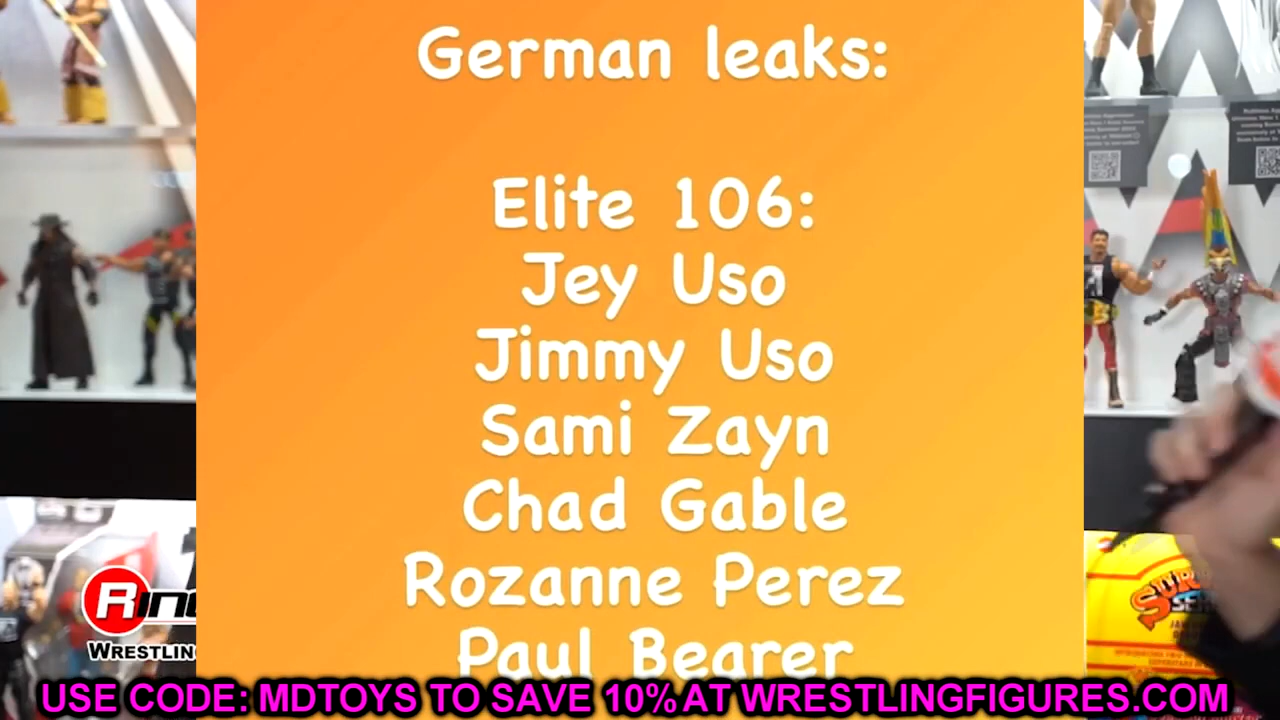 German leaks:
Elite 106:
Jey Uso
Jimmy Uso
Sami Zayn
Chad Gable
Rozanne Perez
Paul Bearer
WRESTLIN
USE CODE: MDTOYS TO SAVE 10% AT WRESTLINGFIGURES.COM